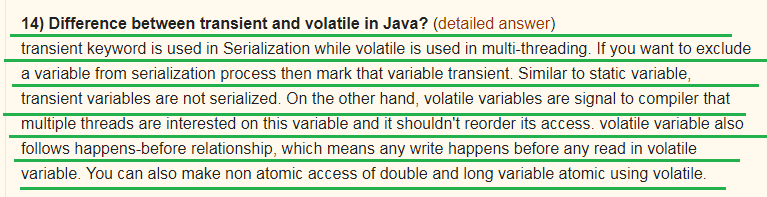 14) Difference between transient and volatile in Java? (detailed answer)
transient keyword is used in Serialization while volatile is used in multi-threading. If you want to exclude
a variable from serialization process then mark that variable transient. Similar to static variable,
transient variables are not serialized. On the other hand, volatile variables are signal to compiler that
multiple threads are interested on this variable and it shouldn't reorder its access. volatile variable also
follows happens-before relationship, which means any write happens before any read in volatile
variable. You can also make non atomic access of double and long variable atomic using volatile.